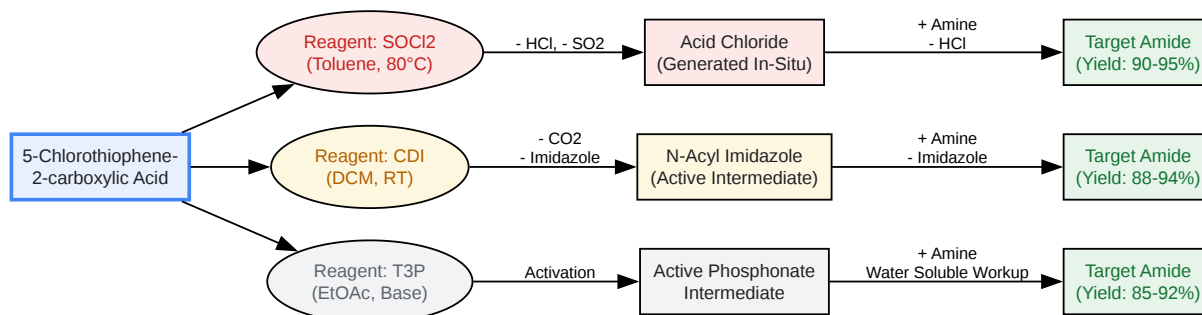 Reagent: SOCl2
(Toluene, 80°C)
- HCl, - SO2
Acid Chloride
(Generated In-Situ)
+ Amine
- HCl
Target Amide
(Yield: 90-95%)
5-Chlorothiophene-
2-carboxylic Acid
Reagent: CDI
(DCM, RT)
- CO2
- Imidazole
N-Acyl Imidazole
(Active Intermediate)
+ Amine
- Imidazole
Target Amide
(Yield: 88-94%)
Reagent: T3P
(EtOAc, Base)
Activation
Active Phosphonate
Intermediate
+ Amine
Water Soluble Workup
Target Amide
(Yield: 85-92%)